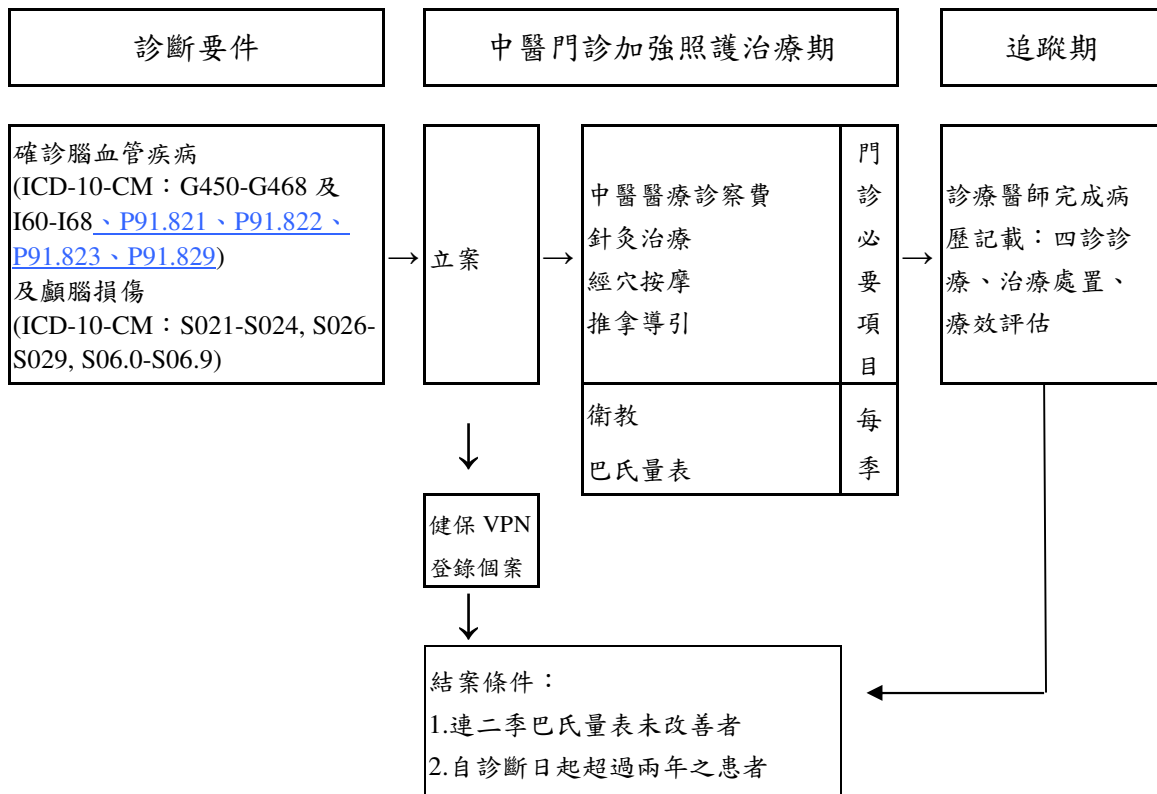 診斷要件
中醫門診加強照護治療期
追蹤期
確診腦血管疾病
(ICD-10-CM：G450-G468 及
I60-I68、P91.821、P91.822、
P91.823、P91.829)
及顱腦損傷
(ICD-10-CM：S021-S024, S026-
S029, S06.0-S06.9)
→
立案
→
中醫醫療診察費
針灸治療
經穴按摩
推拿導引
門
診
必
要
項
目
→
診療醫師完成病
歷記載：四診診
療、治療處置、
療效評估
衛教
巴氏量表
每
季
↓
健保 VPN
登錄個案
↓
結案條件：
1.連二季巴氏量表未改善者
2.自診斷日起超過兩年之患者